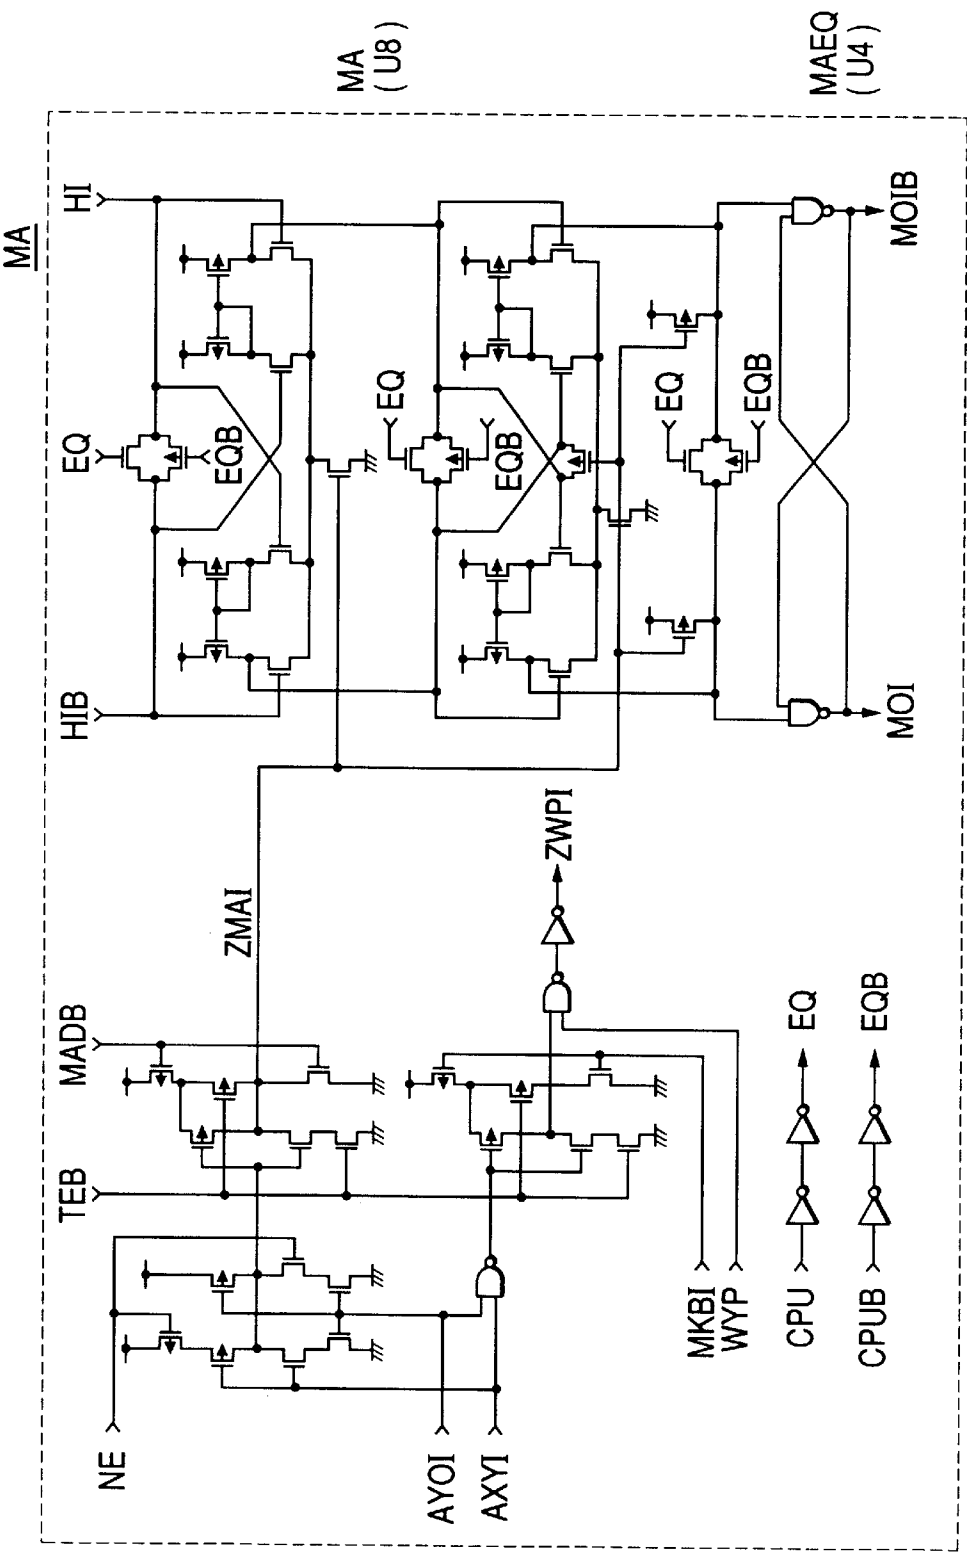 MA
MA
( U8 )
MAEQ
( U4 )
HI
HIB
EQ
EQB
EQ
EQB
EQ
EQB
MOIB
MOI
MADB
TEB
ZMAI
ZWPI
NE
AYOI
AXYI
MKBI
WYP
CPU
EQ
CPUB
EQB